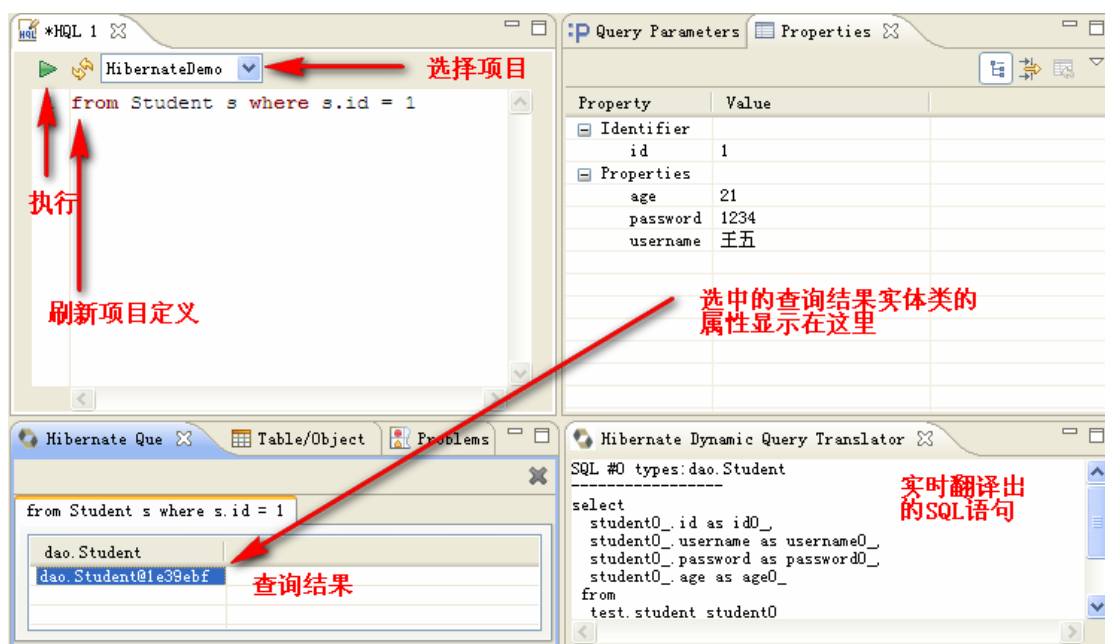 *HQL 1
HibernateDemo
选择项目
from Student s where s.id = 1
执行
刷新项目定义
Query Parameters
Properties
Property Value
Identifier
id 1
Properties
age 21
password 1234
username 王五
选中的查询结果实体类的
属性显示在这里
Hibernate Que
Table/Object
Problems
from Student s where s.id = 1
dao.Student
dao.Student@1e39ebf
查询结果
Hibernate Dynamic Query Translator
SQL #0 types:dao.Student
-----------------
select
student0_.id as id0_,
student0_.username as username0_,
student0_.password as password0_,
student0_.age as age0_
from
test.student student0
实时翻译出
的SQL语句